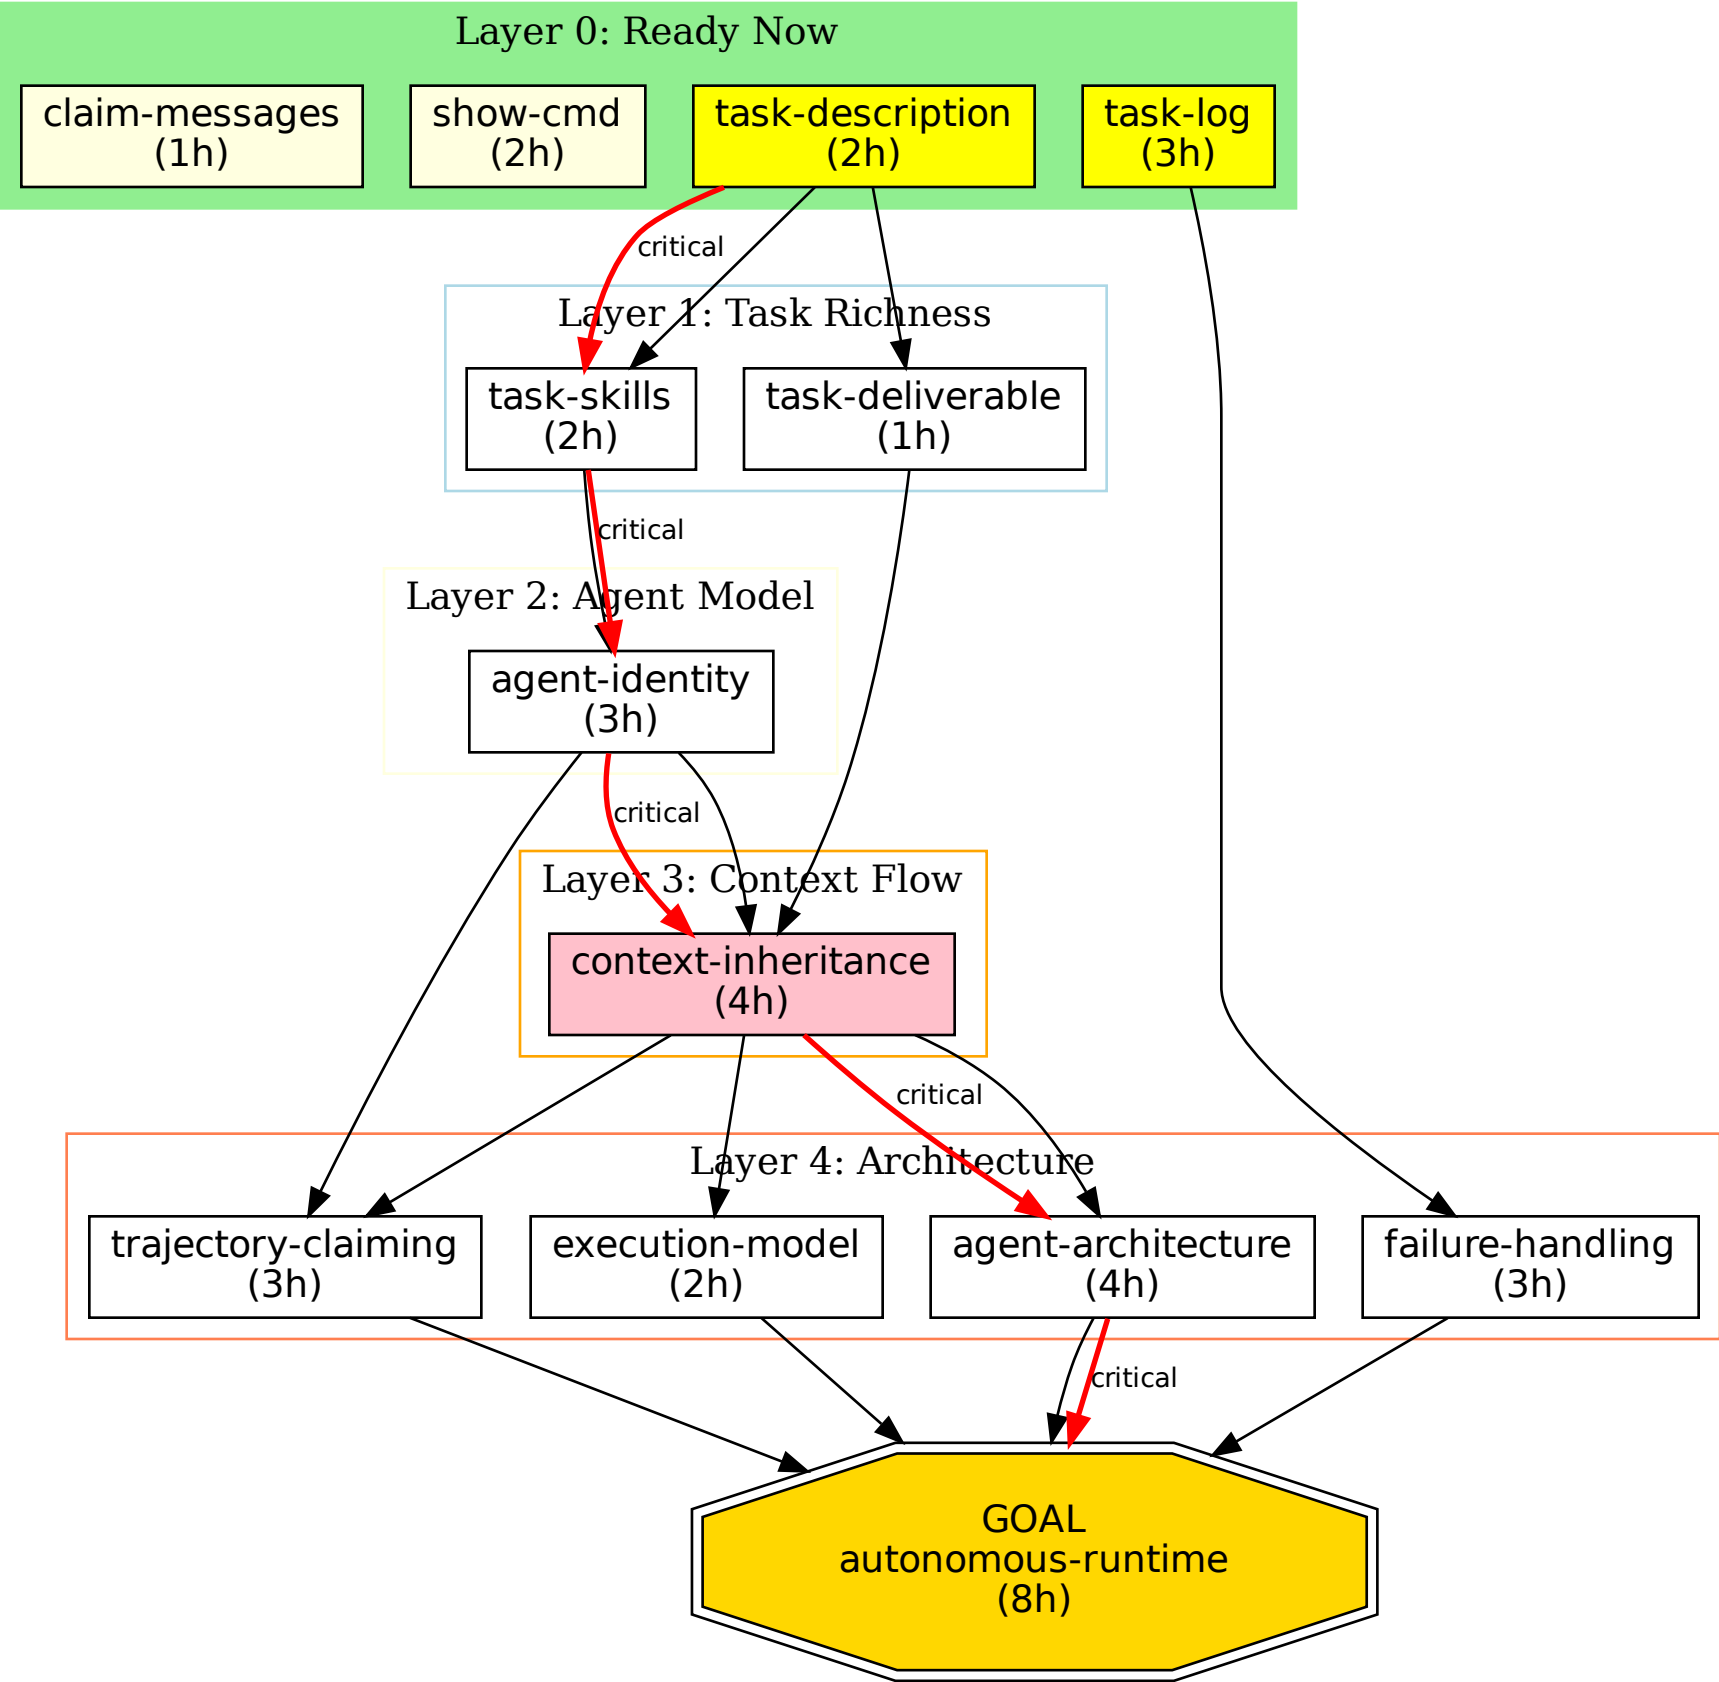 Layer 0: Ready Now
claim-messages
(1h)
show-cmd
(2h)
task-description
(2h)
task-log
(3h)
critical
Layer 1: Task Richness
task-skills
(2h)
task-deliverable
(1h)
critical
Layer 2: Agent Model
agent-identity
(3h)
critical
Layer 3: Context Flow
context-inheritance
(4h)
critical
Layer 4: Architecture
trajectory-claiming
(3h)
execution-model
(2h)
agent-architecture
(4h)
failure-handling
(3h)
critical
GOAL
autonomous-runtime
(8h)